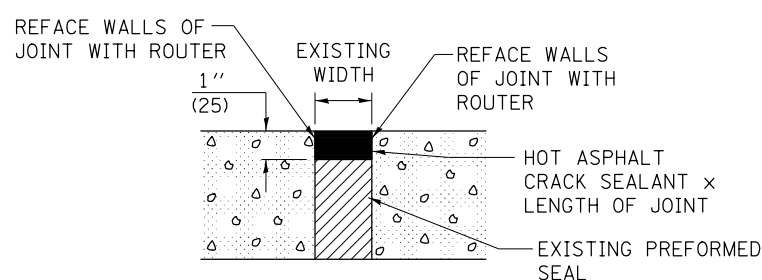 REFACE WALLS OF
JOINT WITH ROUTER
EXISTING
WIDTH
REFACE WALLS
OF JOINT WITH
ROUTER
1"
(25)
HOT ASPHALT
CRACK SEALANT x
LENGTH OF JOINT
EXISTING PREFORMED
SEAL